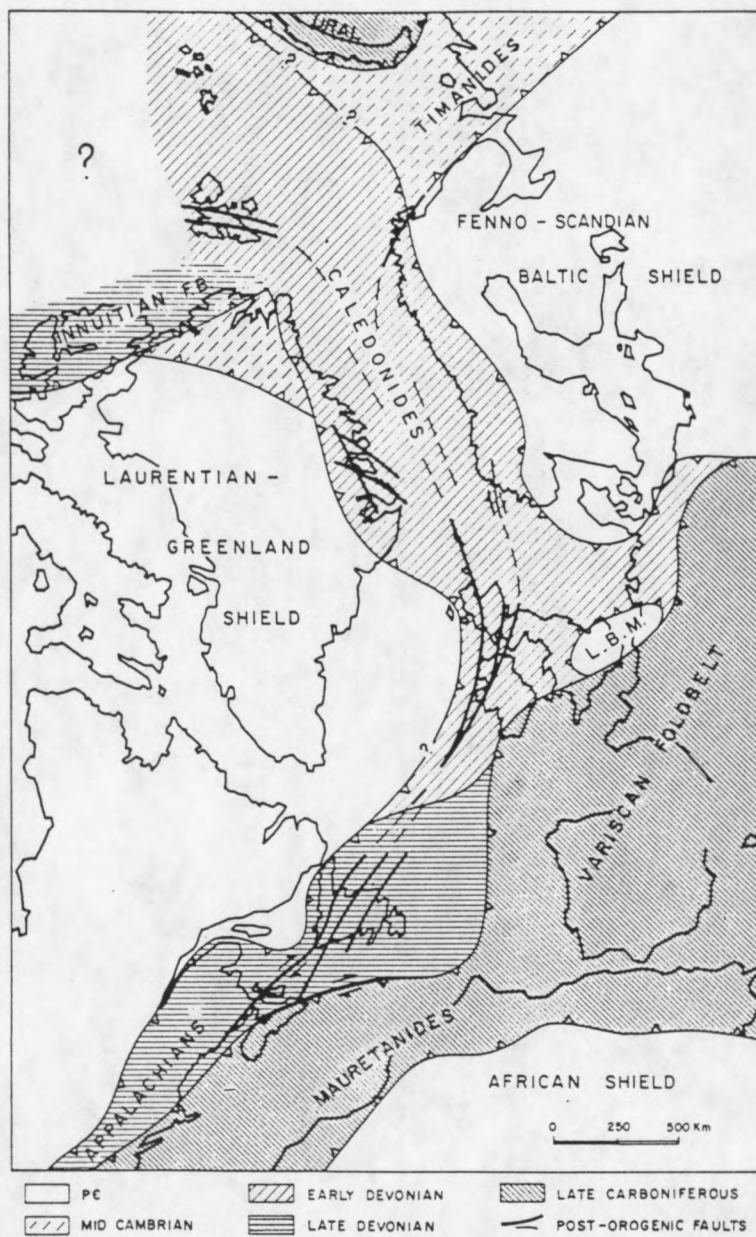 URAL
?
?
TIMANIDES
?
FENNO - SCANDIAN
BALTIC SHIELD
CALEDONIDES
INNUITIAN F.B.
LAURENTIAN -
GREENLAND
SHIELD
L.B.M.
?
VARISCAN FOLDBELT
APPALACHIANS
MAURETANIDES
AFRICAN SHIELD
0 250 500 Km
P€ EARLY DEVONIAN LATE CARBONIFEROUS
MID CAMBRIAN LATE DEVONIAN POST-OROGENIC FAULTS